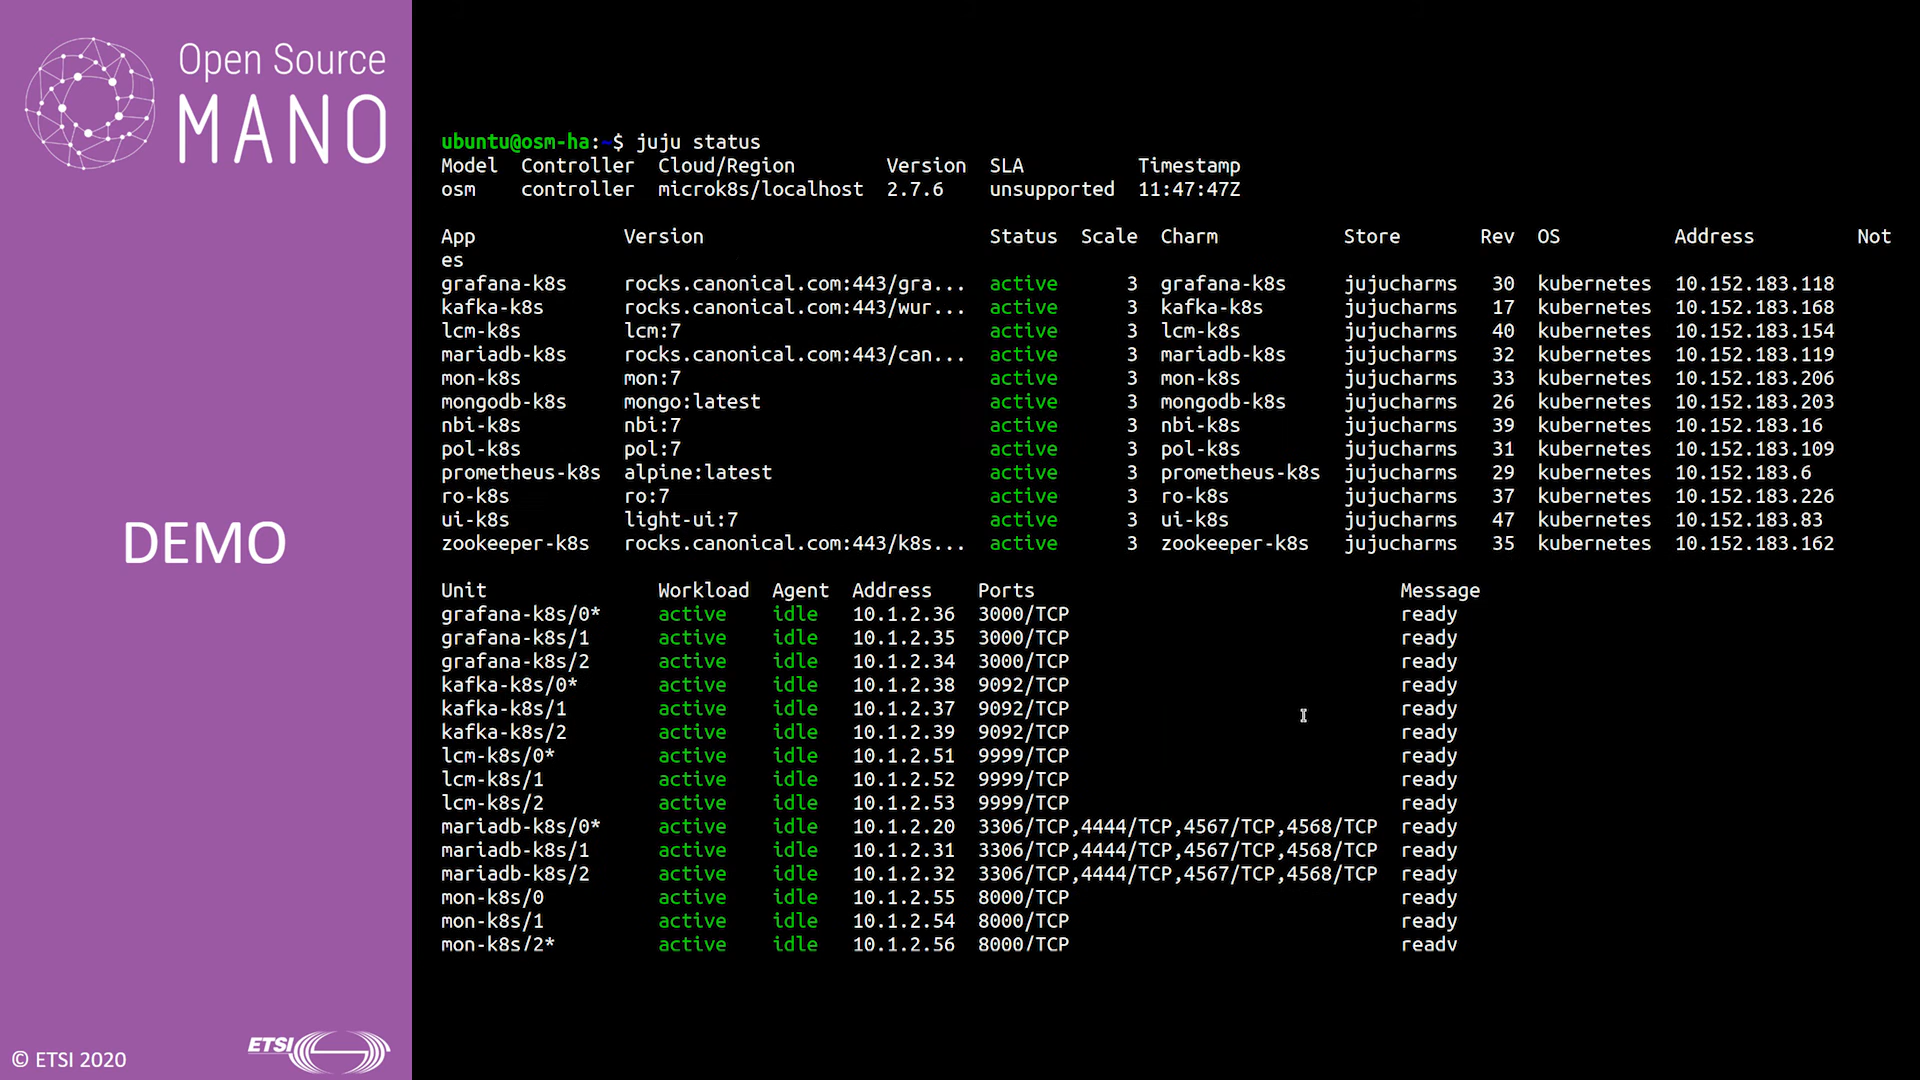 Open Source
MANO
DEMO
© ETSI 2020
ETSI
ubuntu@osm-ha:~$ juju status
Model  Controller  Cloud/Region  Version  SLA  Timestamp
osm  controller  microk8s/localhost  2.7.6  unsupported  11:47:47Z
App  Version  Status  Scale  Charm  Store  Rev  OS  Address  Not
es
grafana-k8s  rocks.canonical.com:443/gra...  active  3  grafana-k8s  jujucharms  30  kubernetes  10.152.183.118
kafka-k8s  rocks.canonical.com:443/wur...  active  3  kafka-k8s  jujucharms  17  kubernetes  10.152.183.168
lcm-k8s  lcm:7  active  3  lcm-k8s  jujucharms  40  kubernetes  10.152.183.154
mariadb-k8s  rocks.canonical.com:443/can...  active  3  mariadb-k8s  jujucharms  32  kubernetes  10.152.183.119
mon-k8s  mon:7  active  3  mon-k8s  jujucharms  33  kubernetes  10.152.183.206
mongodb-k8s  mongo:latest  active  3  mongodb-k8s  jujucharms  26  kubernetes  10.152.183.203
nbi-k8s  nbi:7  active  3  nbi-k8s  jujucharms  39  kubernetes  10.152.183.16
pol-k8s  pol:7  active  3  pol-k8s  jujucharms  31  kubernetes  10.152.183.109
prometheus-k8s  alpine:latest  active  3  prometheus-k8s  jujucharms  29  kubernetes  10.152.183.6
ro-k8s  ro:7  active  3  ro-k8s  jujucharms  37  kubernetes  10.152.183.226
ui-k8s  light-ui:7  active  3  ui-k8s  jujucharms  47  kubernetes  10.152.183.83
zookeeper-k8s  rocks.canonical.com:443/k8s...  active  3  zookeeper-k8s  jujucharms  35  kubernetes  10.152.183.162
Unit  Workload  Agent  Address  Ports  Message
grafana-k8s/0*  active  idle  10.1.2.36  3000/TCP  ready
grafana-k8s/1  active  idle  10.1.2.35  3000/TCP  ready
grafana-k8s/2  active  idle  10.1.2.34  3000/TCP  ready
kafka-k8s/0*  active  idle  10.1.2.38  9092/TCP  ready
kafka-k8s/1  active  idle  10.1.2.37  9092/TCP  ready
kafka-k8s/2  active  idle  10.1.2.39  9092/TCP  ready
lcm-k8s/0*  active  idle  10.1.2.51  9999/TCP  ready
lcm-k8s/1  active  idle  10.1.2.52  9999/TCP  ready
lcm-k8s/2  active  idle  10.1.2.53  9999/TCP  ready
mariadb-k8s/0*  active  idle  10.1.2.20  3306/TCP,4444/TCP,4567/TCP,4568/TCP  ready
mariadb-k8s/1  active  idle  10.1.2.31  3306/TCP,4444/TCP,4567/TCP,4568/TCP  ready
mariadb-k8s/2  active  idle  10.1.2.32  3306/TCP,4444/TCP,4567/TCP,4568/TCP  ready
mon-k8s/0  active  idle  10.1.2.55  8000/TCP  ready
mon-k8s/1  active  idle  10.1.2.54  8000/TCP  ready
mon-k8s/2*  active  idle  10.1.2.56  8000/TCP  ready